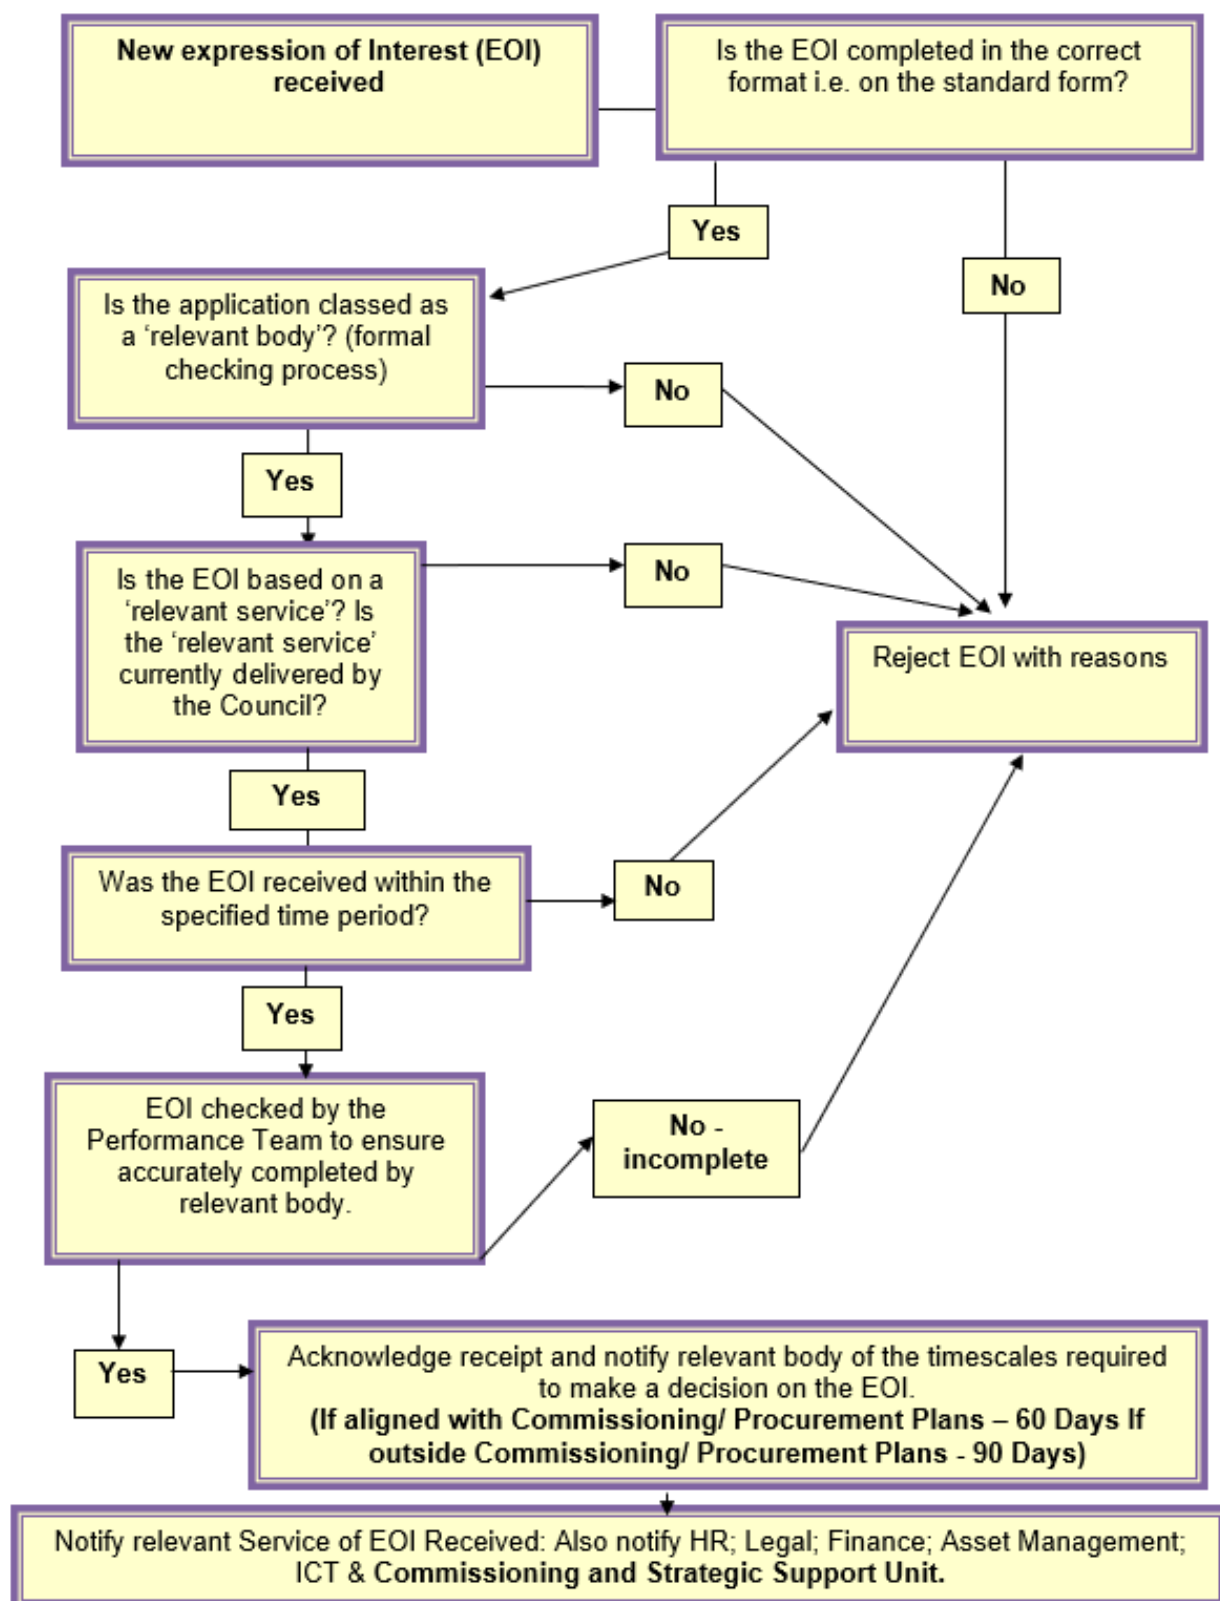 New expression of Interest (EOI)
received
Is the EOI completed in the correct
format i.e. on the standard form?
Yes
No
Is the application classed as
a ‘relevant body’? (formal
checking process)
No
Yes
Is the EOI based on a
‘relevant service’? Is
the ‘relevant service’
currently delivered by
the Council?
No
Reject EOI with reasons
Yes
Was the EOI received within the
specified time period?
No
Yes
EOI checked by the
Performance Team to ensure
accurately completed by
relevant body.
No -
incomplete
Yes
Acknowledge receipt and notify relevant body of the timescales required
to make a decision on the EOI.
(If aligned with Commissioning/ Procurement Plans – 60 Days If
outside Commissioning/ Procurement Plans - 90 Days)
Notify relevant Service of EOI Received: Also notify HR; Legal; Finance; Asset Management;
ICT & Commissioning and Strategic Support Unit.